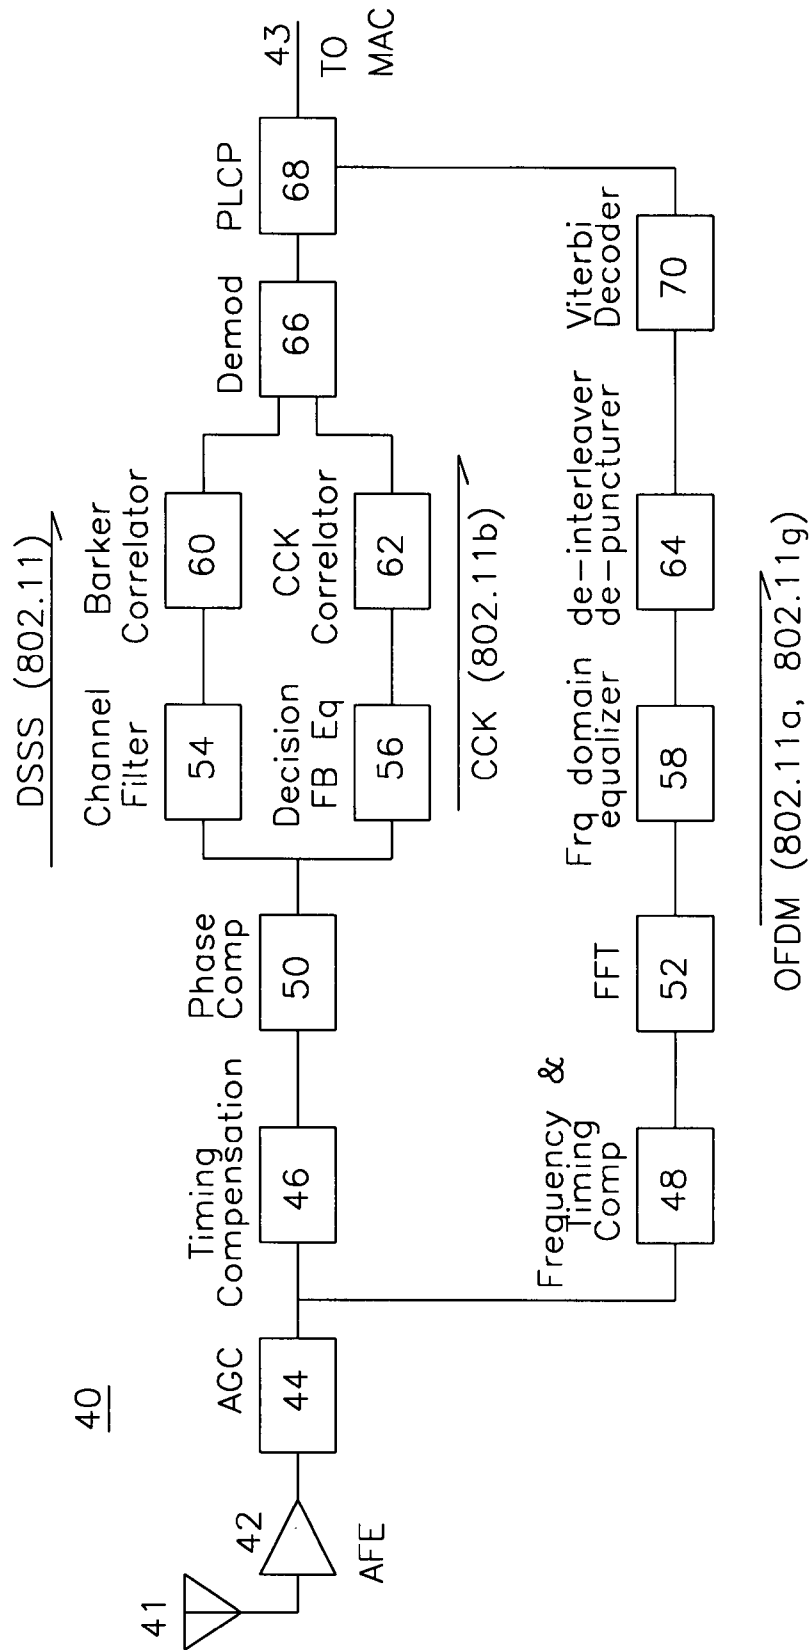 40
41
42
AFE
AGC
44
Timing
Compensation
46
Phase
Comp
50
DSSS (802.11)
Channel
Filter
54
Barker
Correlator
60
Decision
FB Eq
56
CCK
Correlator
62
CCK (802.11b)
Demod
66
PLCP
68
43
TO
MAC
Frequency &
Timing
Comp
48
FFT
52
Frq domain
equalizer
58
de-interleaver
de-puncturer
64
Viterbi
Decoder
70
OFDM (802.11a, 802.11g)